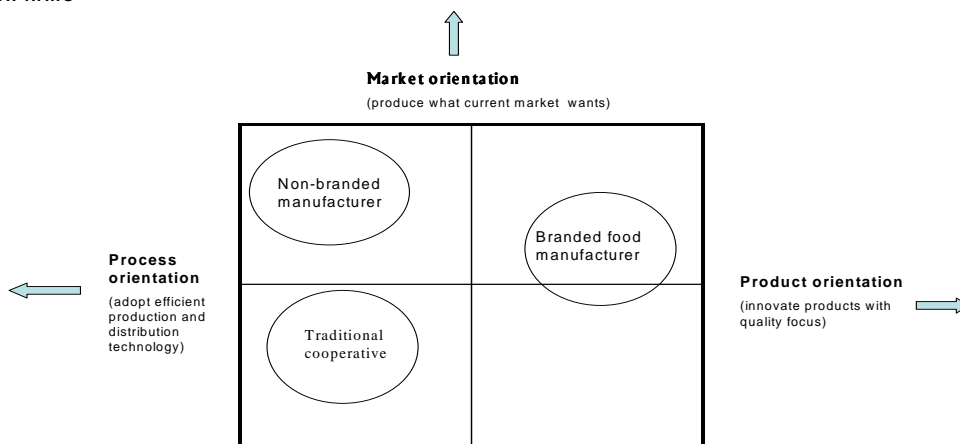 Market orientation
(produce what current market wants)
Non-branded
manufacturer
Branded food
manufacturer
Process
orientation
(adopt efficient
production and
distribution
technology)
Product orientation
(innovate products with
quality focus)
Traditional
cooperative